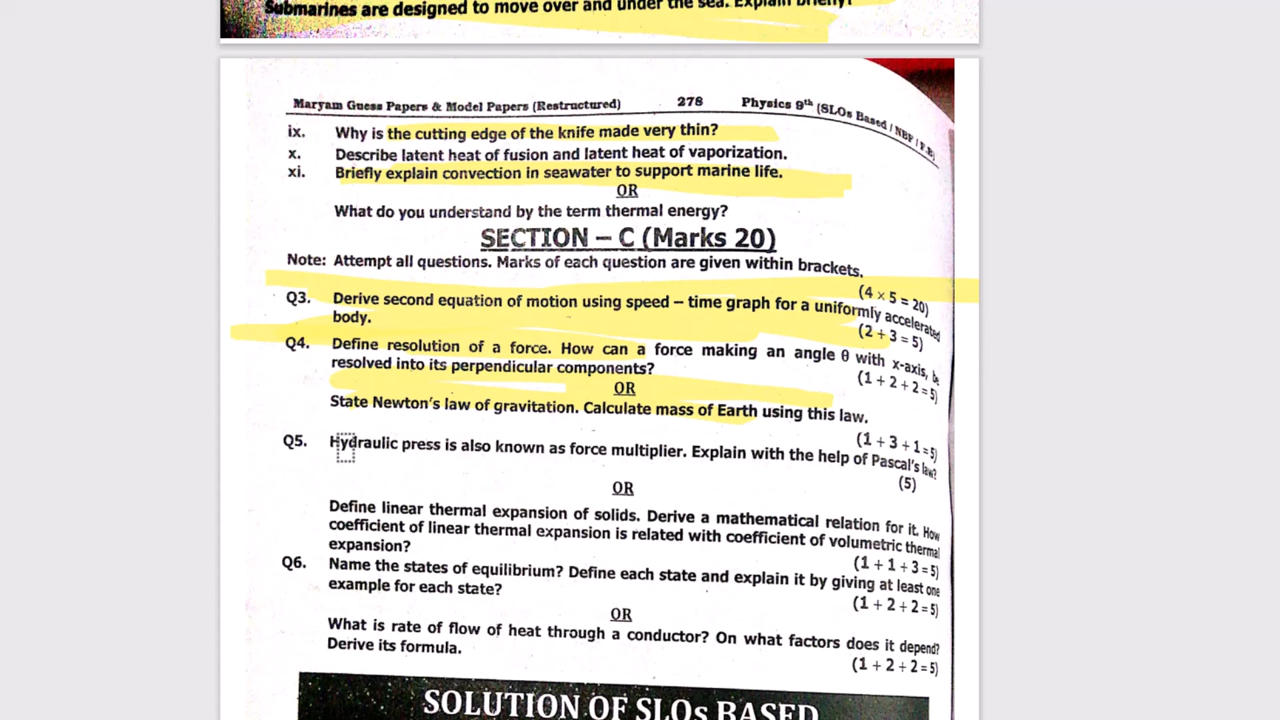 Submarines are designed to move over and under the sea. Explain briefly?
Maryam Guess Papers & Model Papers (Restructured) 278 Physics 9th (SLOs Based / NBF / F.B)
ix. Why is the cutting edge of the knife made very thin?
x. Describe latent heat of fusion and latent heat of vaporization.
xi. Briefly explain convection in seawater to support marine life.
OR
What do you understand by the term thermal energy?
SECTION – C (Marks 20)
Note: Attempt all questions. Marks of each question are given within brackets.
(4 × 5 = 20)
Q3. Derive second equation of motion using speed – time graph for a uniformly accelerated
body. (2 + 3 = 5)
Q4. Define resolution of a force. How can a force making an angle θ with x-axis, be
resolved into its perpendicular components? (1 + 2 + 2 = 5)
OR
State Newton's law of gravitation. Calculate mass of Earth using this law.
(1 + 3 + 1 = 5)
Q5. Hydraulic press is also known as force multiplier. Explain with the help of Pascal's law?
(5)
OR
Define linear thermal expansion of solids. Derive a mathematical relation for it. How
coefficient of linear thermal expansion is related with coefficient of volumetric thermal
expansion? (1 + 1 + 3 = 5)
Q6. Name the states of equilibrium? Define each state and explain it by giving at least one
example for each state? (1 + 2 + 2 = 5)
OR
What is rate of flow of heat through a conductor? On what factors does it depend?
Derive its formula. (1 + 2 + 2 = 5)
SOLUTION OF SLOs BASED